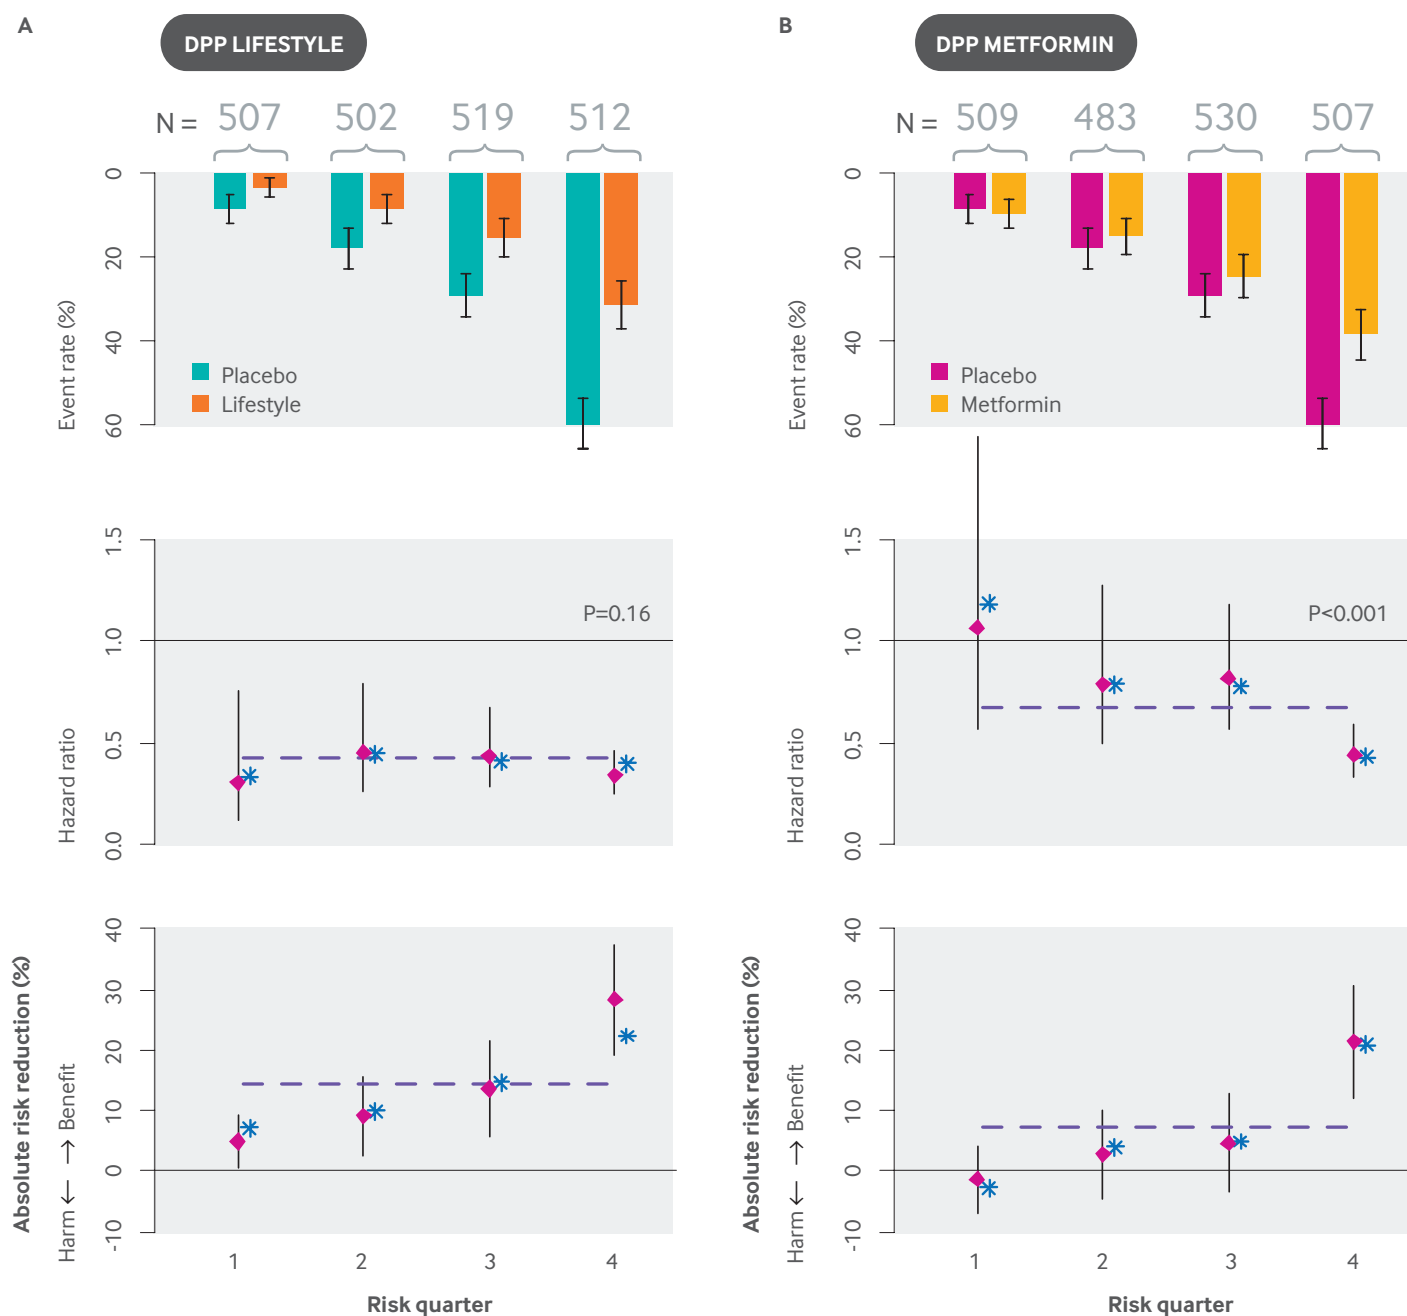 A
DPP LIFESTYLE
N = 507 502 519 512
0
20
40
60
Event rate (%)
Placebo
Lifestyle
1.5
1.0
0.5
0.0
Hazard ratio
P=0.16
40
30
20
10
0
-10
Absolute risk reduction (%)
Harm ← → Benefit
1 2 3 4
Risk quarter
B
DPP METFORMIN
N = 509 483 530 507
0
20
40
60
Event rate (%)
Placebo
Metformin
1.5
1.0
0.5
0.0
Hazard ratio
P<0.001
40
30
20
10
0
-10
Absolute risk reduction (%)
Harm ← → Benefit
1 2 3 4
Risk quarter